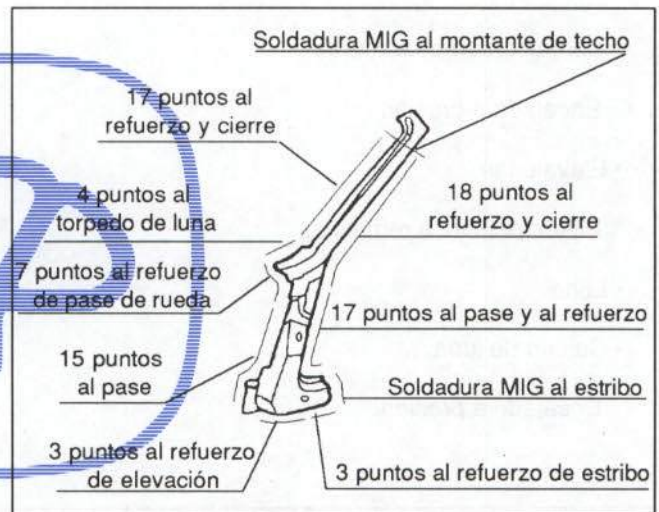 Soldadura MIG al montante de techo
17 puntos al
refuerzo y cierre
4 puntos al
torpedo de luna
18 puntos al
refuerzo y cierre
7 puntos al refuerzo
de pase de rueda
17 puntos al pase y al refuerzo
15 puntos
al pase
Soldadura MIG al estribo
3 puntos al refuerzo
de elevación
3 puntos al refuerzo de estribo